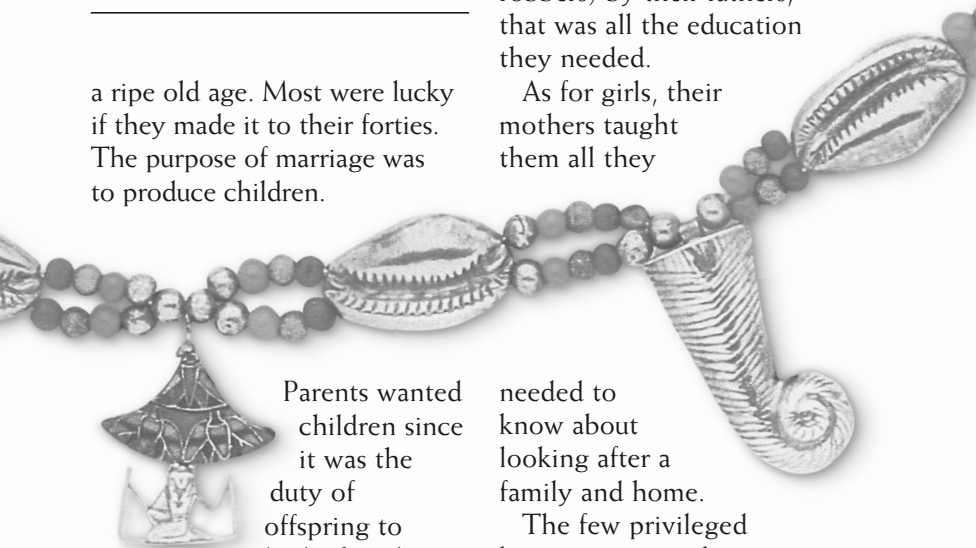 a ripe old age. Most were lucky
if they made it to their forties.
The purpose of marriage was
to produce children.
Parents wanted
children since
it was the
duty of
offspring to
that was all the education
they needed.
As for girls, their
mothers taught
them all they
needed to
know about
looking after a
family and home.
The few privileged